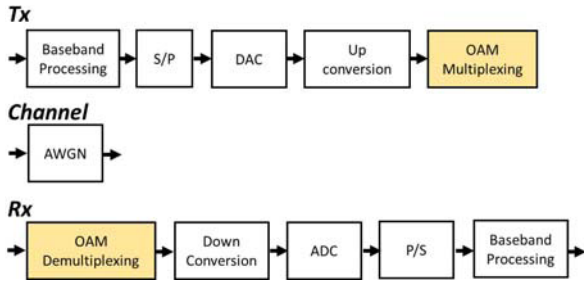 Tx
Baseband
Processing
S/P
DAC
Up
conversion
OAM
Multiplexing
Channel
AWGN
Rx
OAM
Demultiplexing
Down
Conversion
ADC
P/S
Baseband
Processing